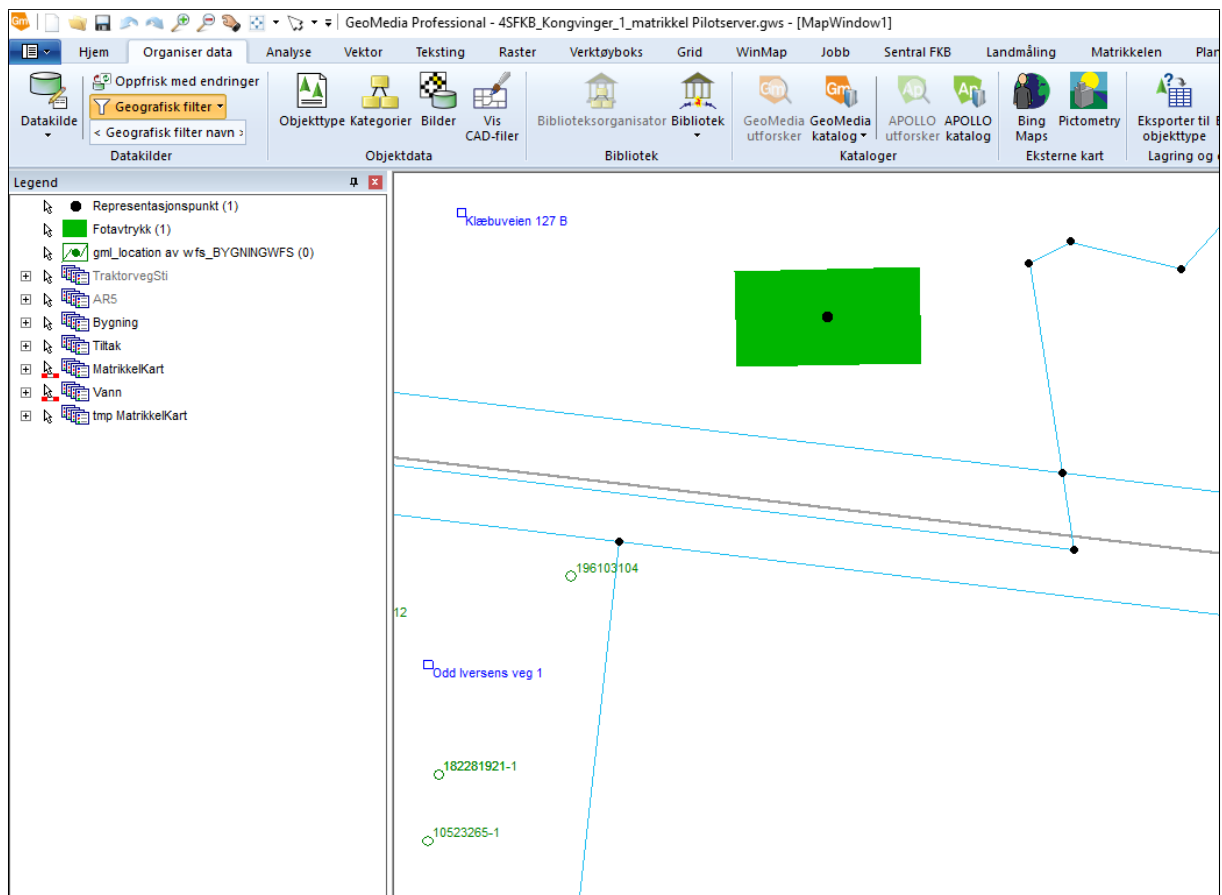 GeoMedia Professional - 4SFKB_Kongvinger_1_matrikkel Pilotserver.gws - [MapWindow1]
Hjem Organiser data Analyse Vektor Teksting Raster Verktøyboks Grid WinMap Jobb Sentral FKB Landmåling Matrikkelen Plan
Datakilde
Oppfrisk med endringer
Geografisk filter
< Geografisk filter navn >
Datakilder
Objekttype Kategorier Bilder Vis CAD-filer
Objektdata
Biblioteksorganisator Bibliotek
Bibliotek
GeoMedia utforsker GeoMedia katalog APOLLO utforsker APOLLO katalog
Kataloger
Bing Maps Pictometry
Eksterne kart
Eksporter til objekttype
Lagring og
Legend
Representasjonspunkt (1)
Fotavtrykk (1)
gml_location av wfs_BYGNINGWFS (0)
TraktorvegSti
AR5
Bygning
Tiltak
MatrikkelKart
Vann
tmp MatrikkelKart
Klæbuveien 127 B
196103104
12
Odd Iversens veg 1
182281921-1
10523265-1